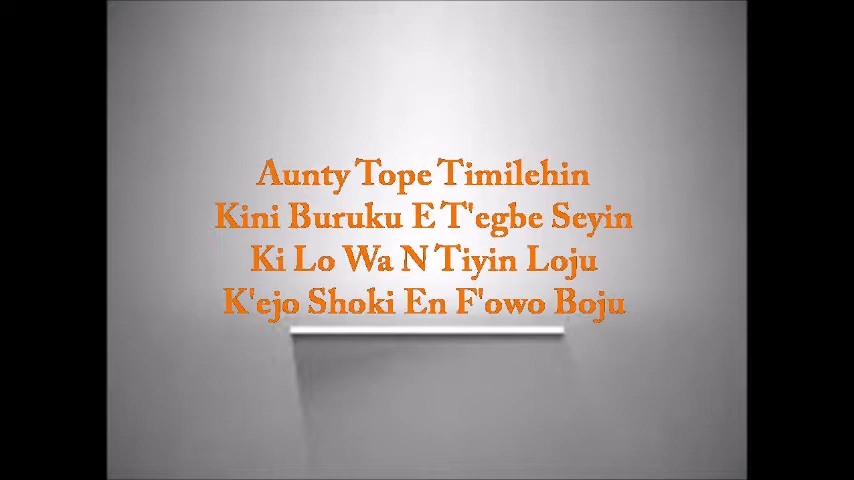 Aunty Tope Timilehin
Kini Buruku E T'egbe Seyin
Ki Lo Wa N Tiyin Loju
K'ejo Shoki En F'owo Boju